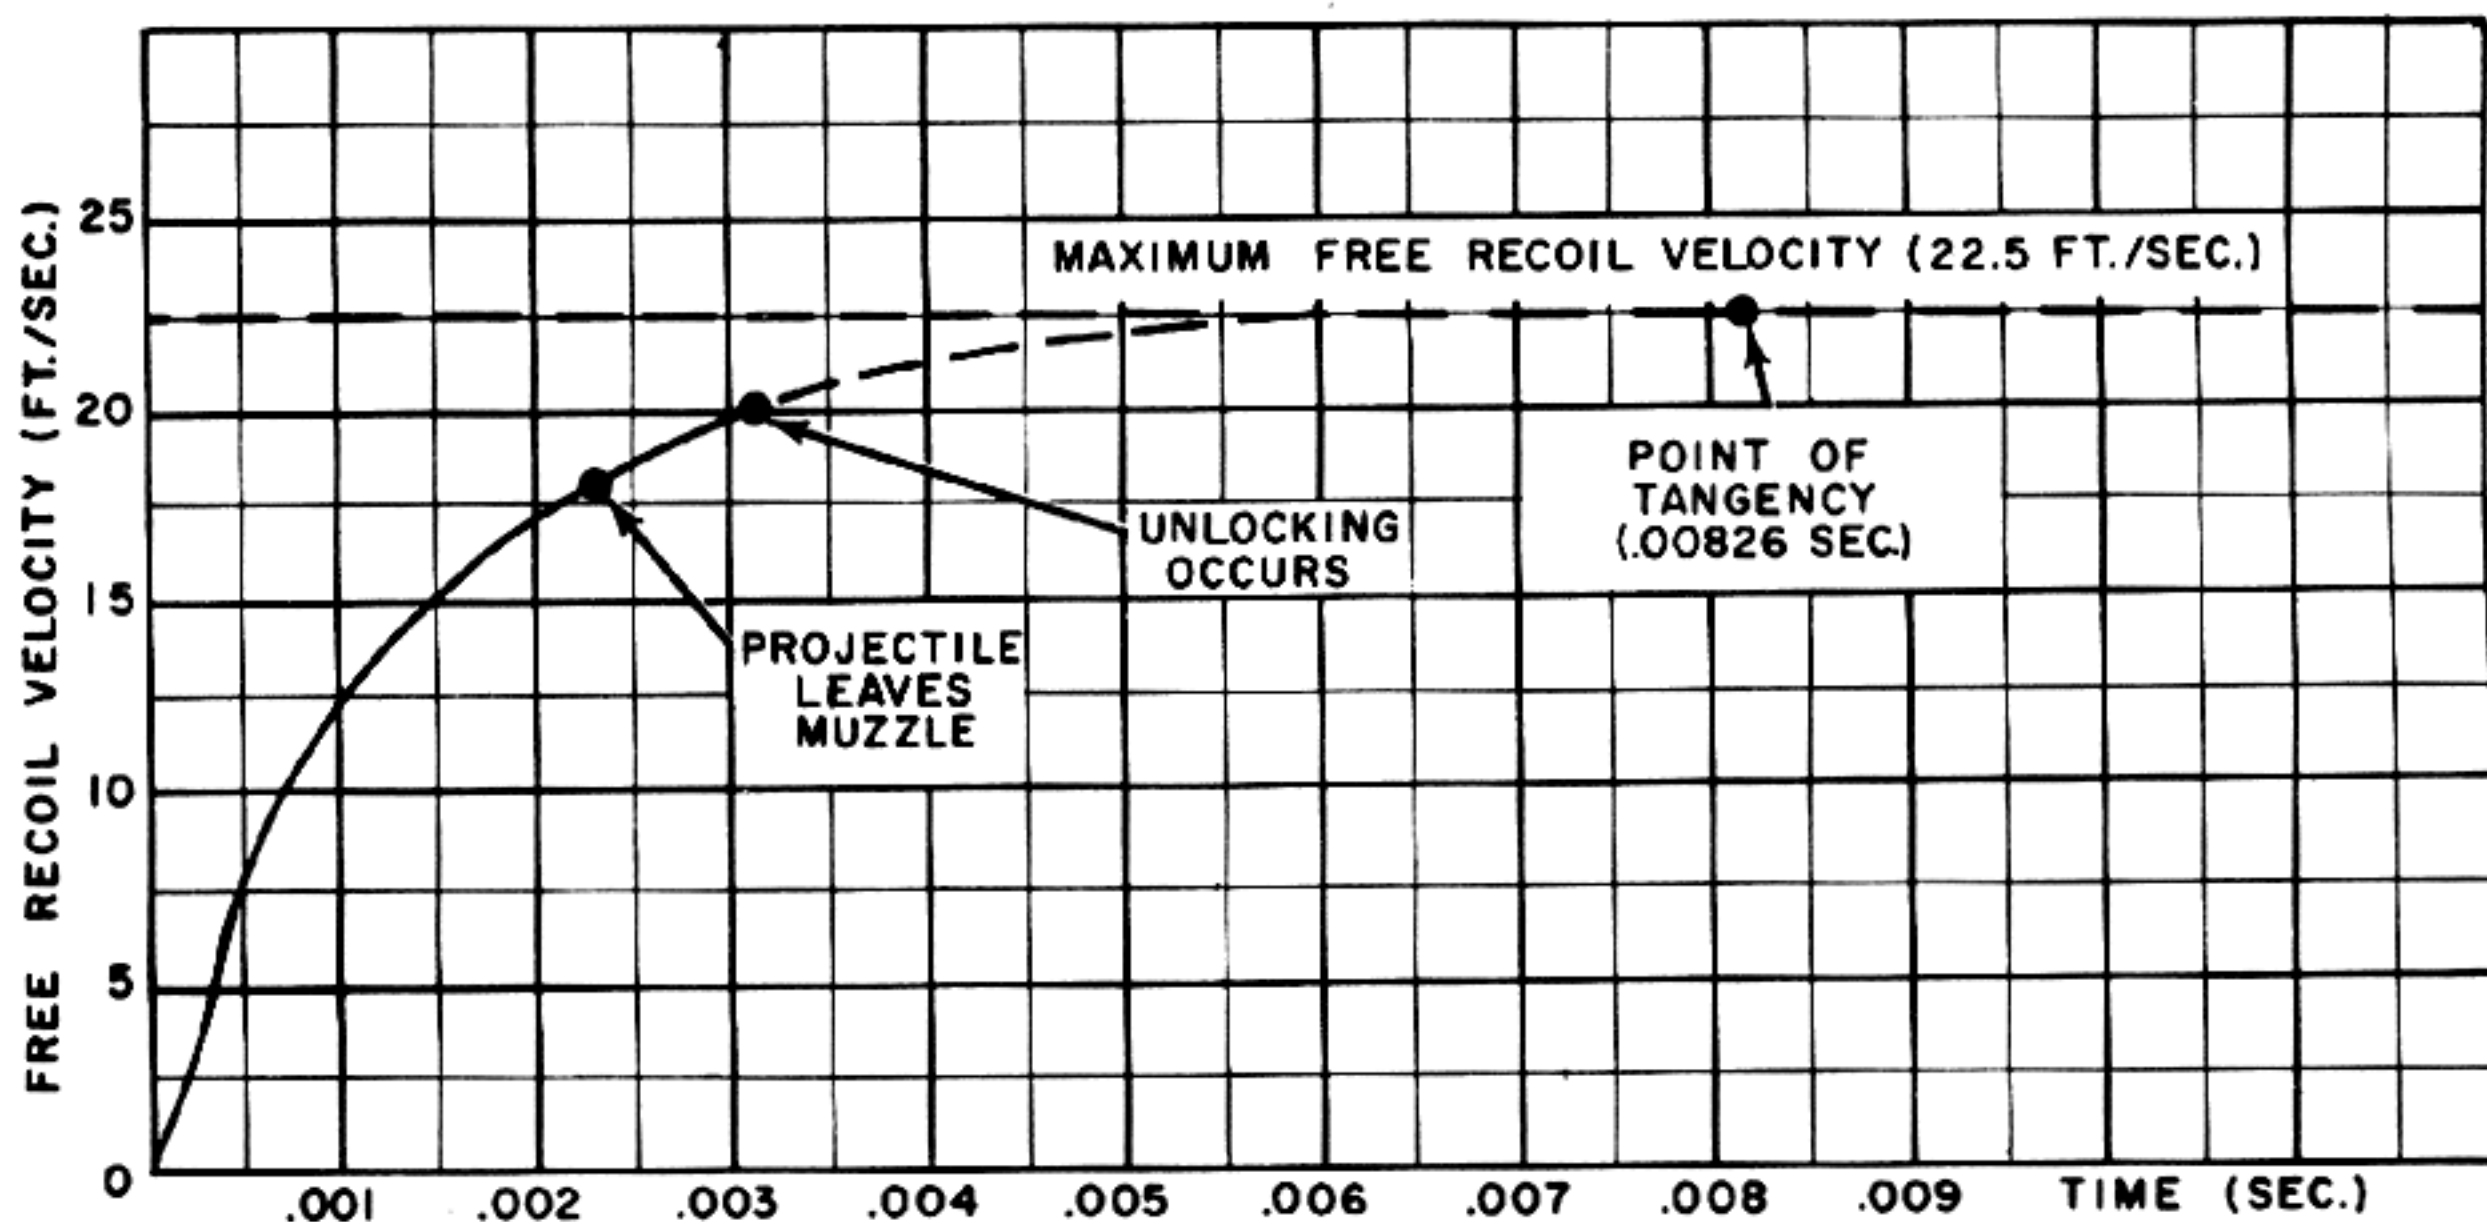 FREE RECOIL VELOCITY (FT./SEC.)
25
20
15
10
5
0
MAXIMUM FREE RECOIL VELOCITY (22.5 FT./SEC.)
POINT OF
TANGENCY
(.00826 SEC.)
UNLOCKING
OCCURS
PROJECTILE
LEAVES
MUZZLE
.001 .002 .003 .004 .005 .006 .007 .008 .009 TIME (SEC.)